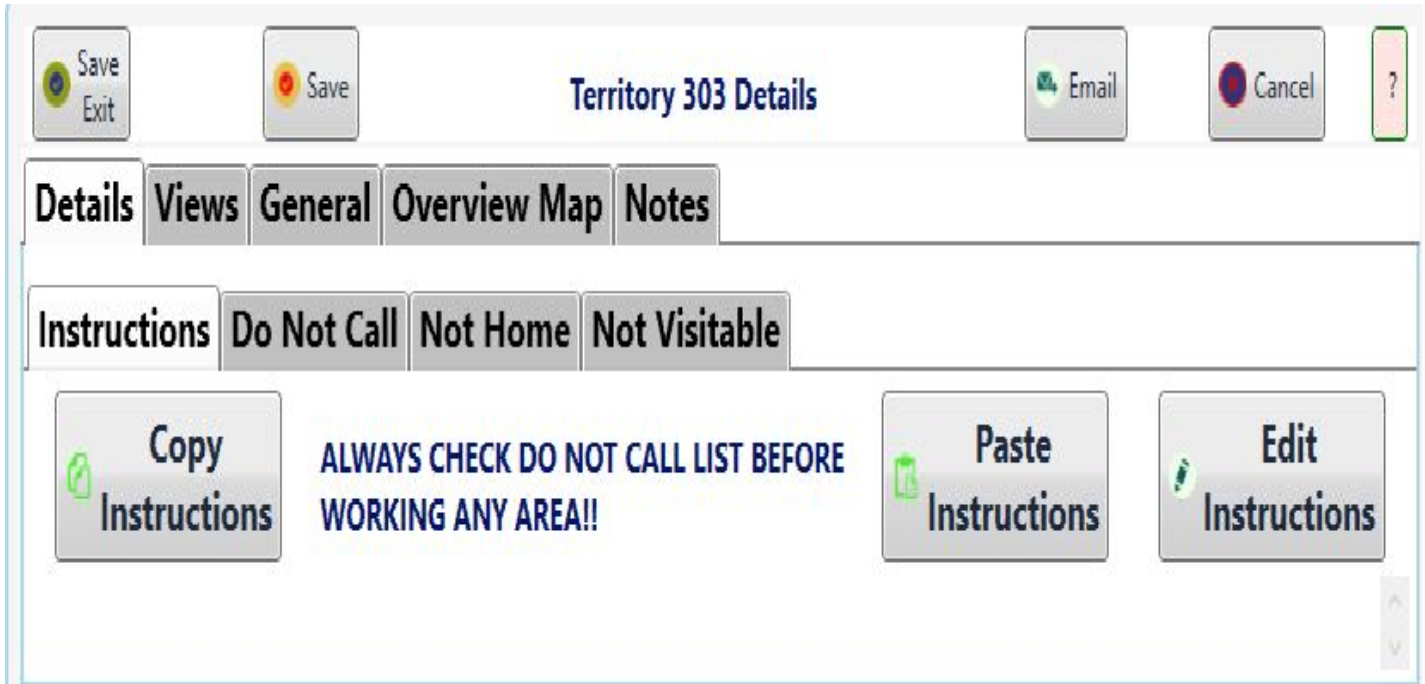 Save
Exit
Save
Territory 303 Details
Email
Cancel
?
Details Views General Overview Map Notes
Instructions Do Not Call Not Home Not Visitable
Copy
Instructions
ALWAYS CHECK DO NOT CALL LIST BEFORE
WORKING ANY AREA!!
Paste
Instructions
Edit
Instructions